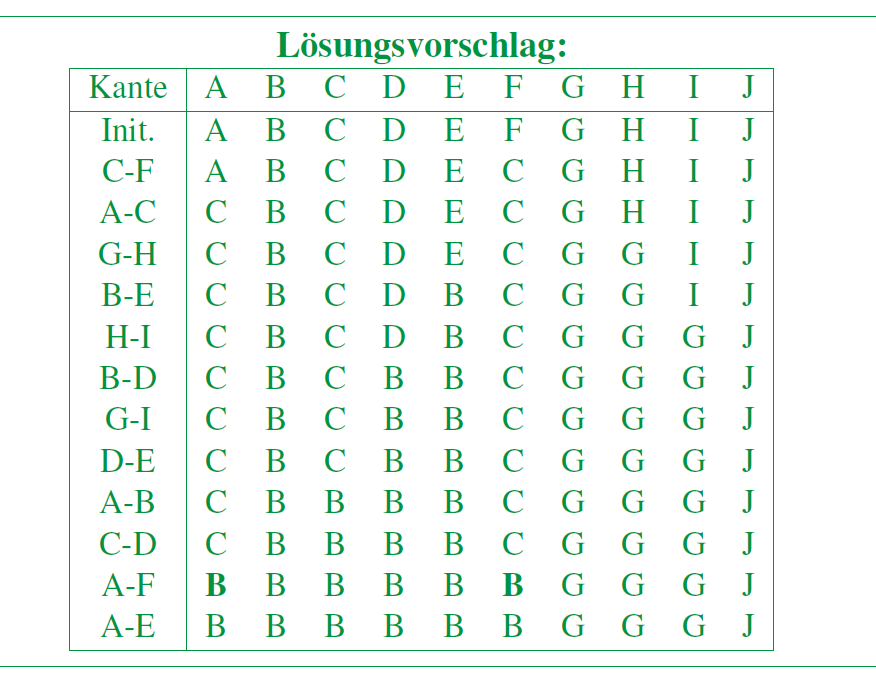 Lösungsvorschlag:
Kante A B C D E F G H I J
Init. A B C D E F G H I J
C-F A B C D E C G H I J
A-C C B C D E C G H I J
G-H C B C D E C G G I J
B-E C B C D B C G G I J
H-I C B C D B C G G G J
B-D C B C B B C G G G J
G-I C B C B B C G G G J
D-E C B C B B C G G G J
A-B C B B B B C G G G J
C-D C B B B B C G G G J
A-F B B B B B B G G G J
A-E B B B B B B G G G J